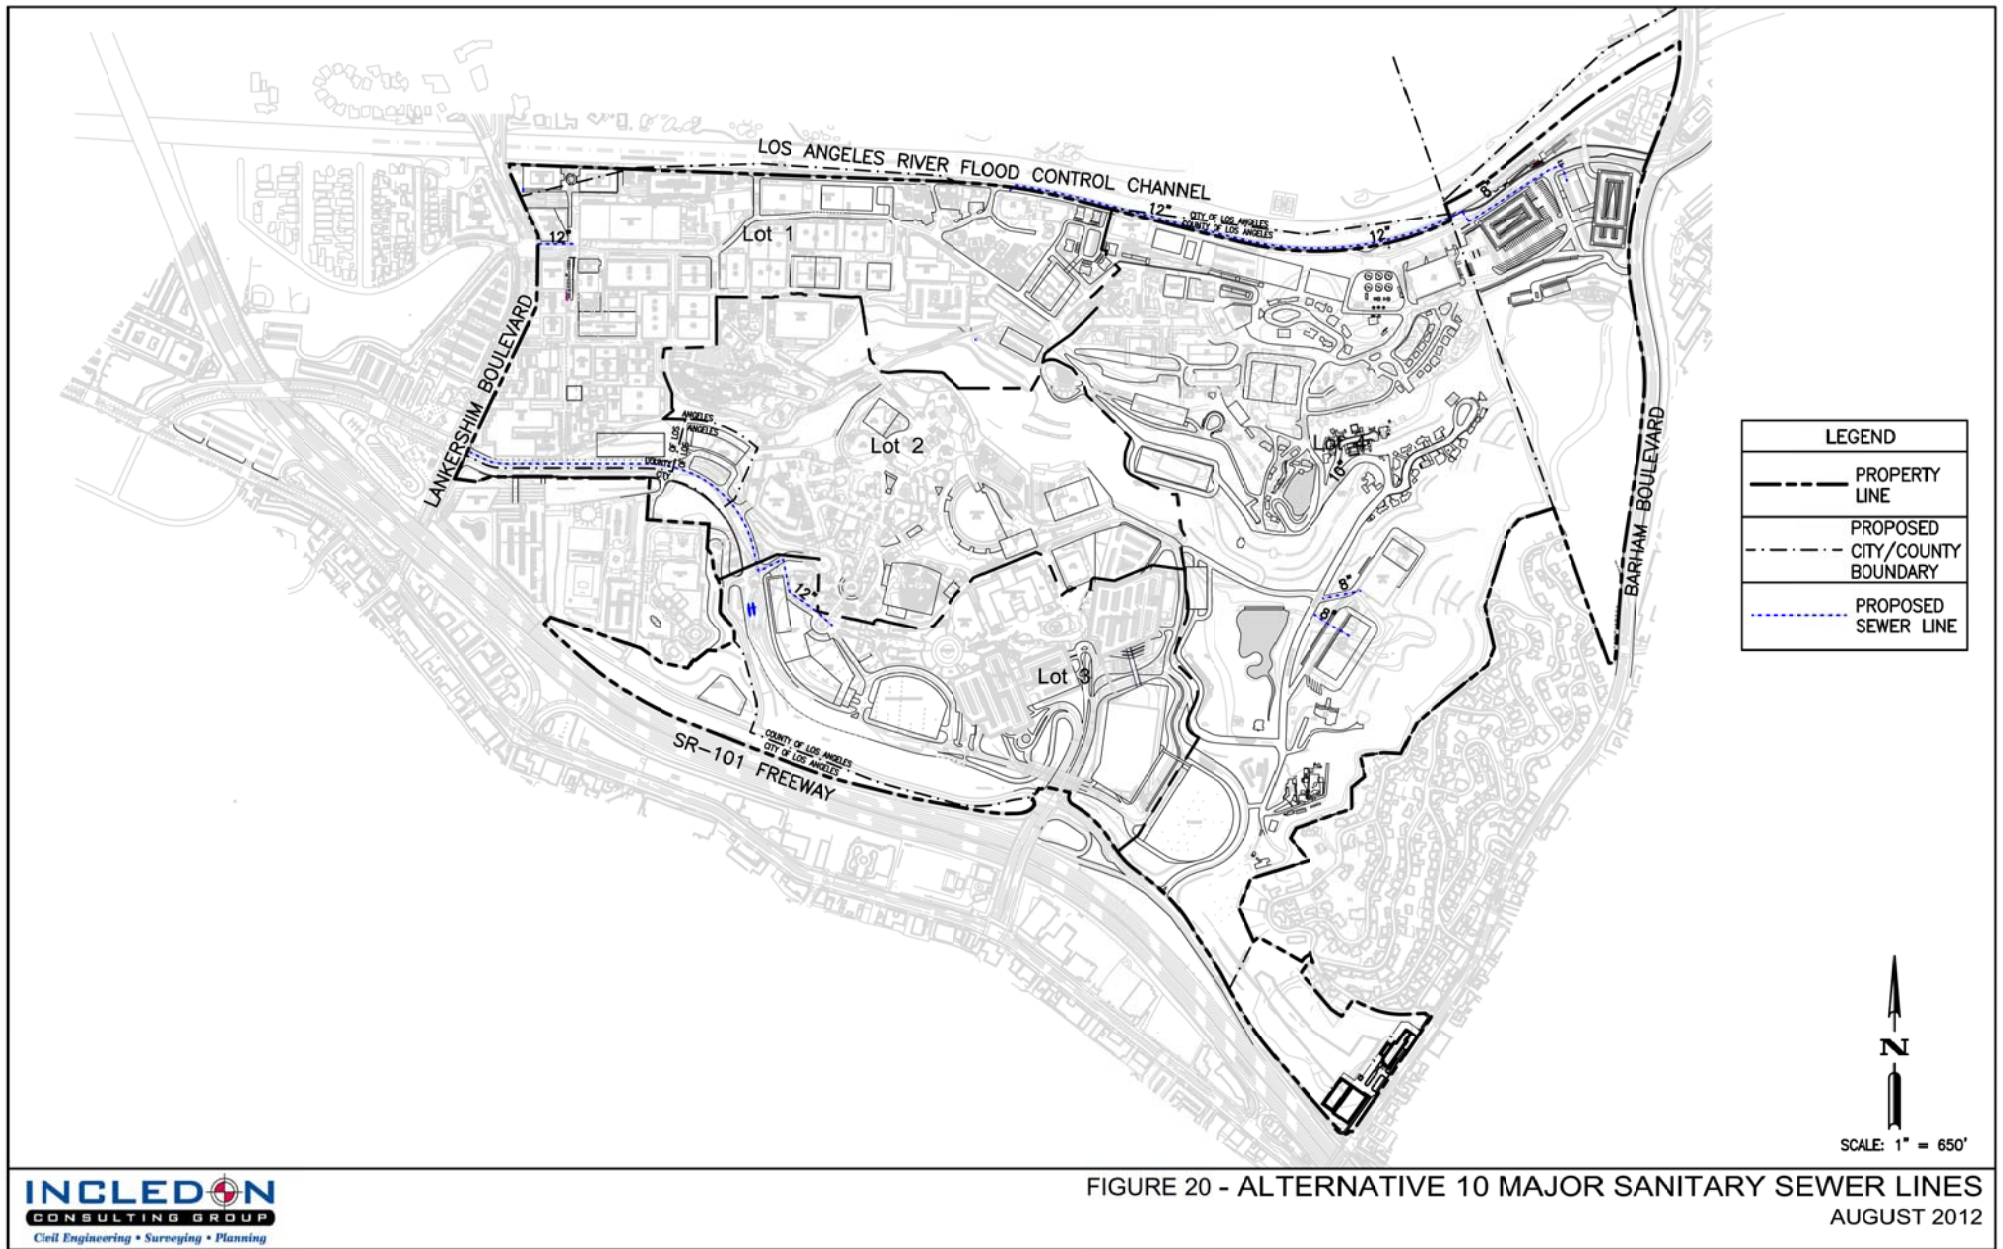 LOS ANGELES RIVER FLOOD CONTROL CHANNEL
8"
12"
CITY OF LOS ANGELES
COUNTY OF LOS ANGELES
12"
12"
Lot 1
LANKERSHIM BOULEVARD
ANGELES
ANGELES
Lot 2
10"
BARHAM BOULEVARD
12"
8"
8"
Lot 3
COUNTY OF LOS ANGELES
CITY OF LOS ANGELES
SR-101 FREEWAY
LEGEND
PROPERTY
LINE
PROPOSED
CITY/COUNTY
BOUNDARY
PROPOSED
SEWER LINE
N
SCALE: 1" = 650'
INCLEDON
CONSULTING GROUP
Civil Engineering • Surveying • Planning
FIGURE 20 - ALTERNATIVE 10 MAJOR SANITARY SEWER LINES
AUGUST 2012